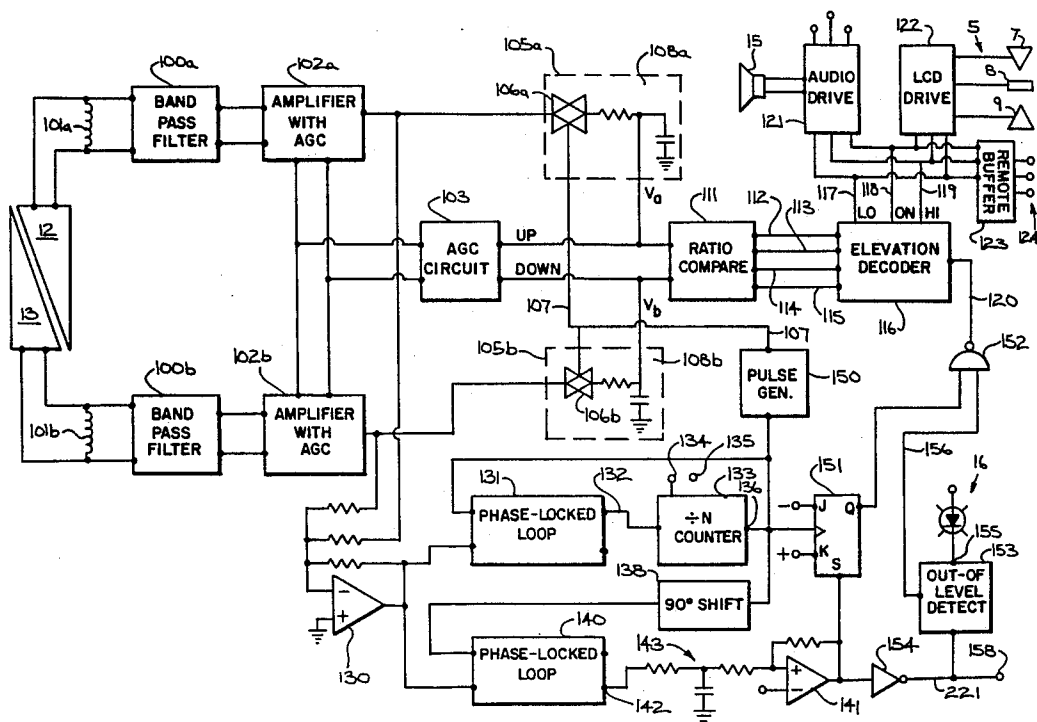 100a
102a
105a
108a
15
122
5
7
8
9
BAND PASS FILTER
AMPLIFIER WITH AGC
106a
AUDIO DRIVE
LCD DRIVE
101a
121
REMOTE BUFFER
117
118
119
123
124
12
13
103
Va
111
112
113
LO
ON
HI
AGC CIRCUIT
UP
DOWN
RATIO COMPARE
ELEVATION DECODER
107
Vb
114
115
116
120
107
100b
102b
105b
108b
PULSE GEN.
150
152
101b
BAND PASS FILTER
AMPLIFIER WITH AGC
106b
134
135
156
16
131
132
133
136
151
PHASE-LOCKED LOOP
÷N COUNTER
-
J
Q
+
K
S
155
153
138
90° SHIFT
OUT-OF LEVEL DETECT
-
+
130
140
PHASE-LOCKED LOOP
143
142
+
-
141
154
158
221